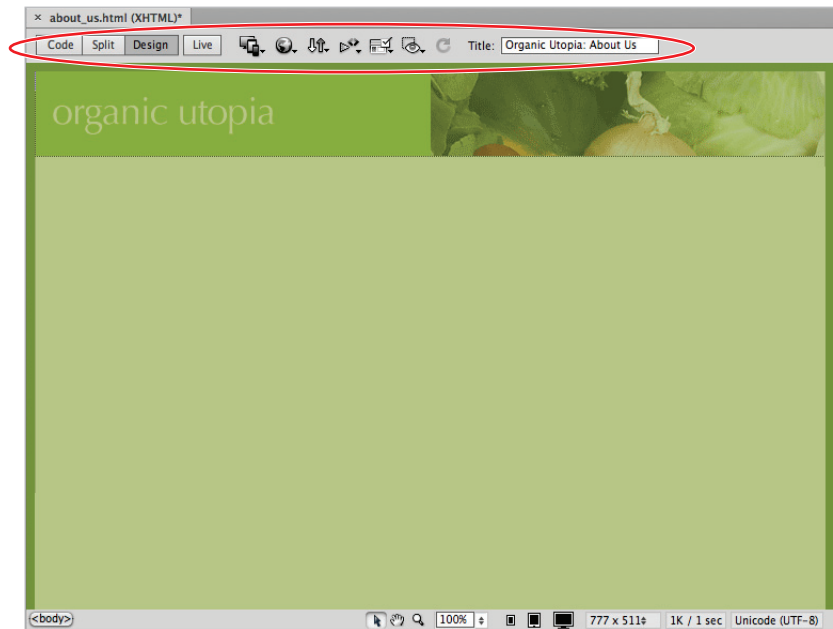 × about_us.html (XHTML)*
Code Split Design Live Title: Organic Utopia: About Us
organic utopia
<body> 100% 777 x 511 1K / 1 sec Unicode (UTF-8)